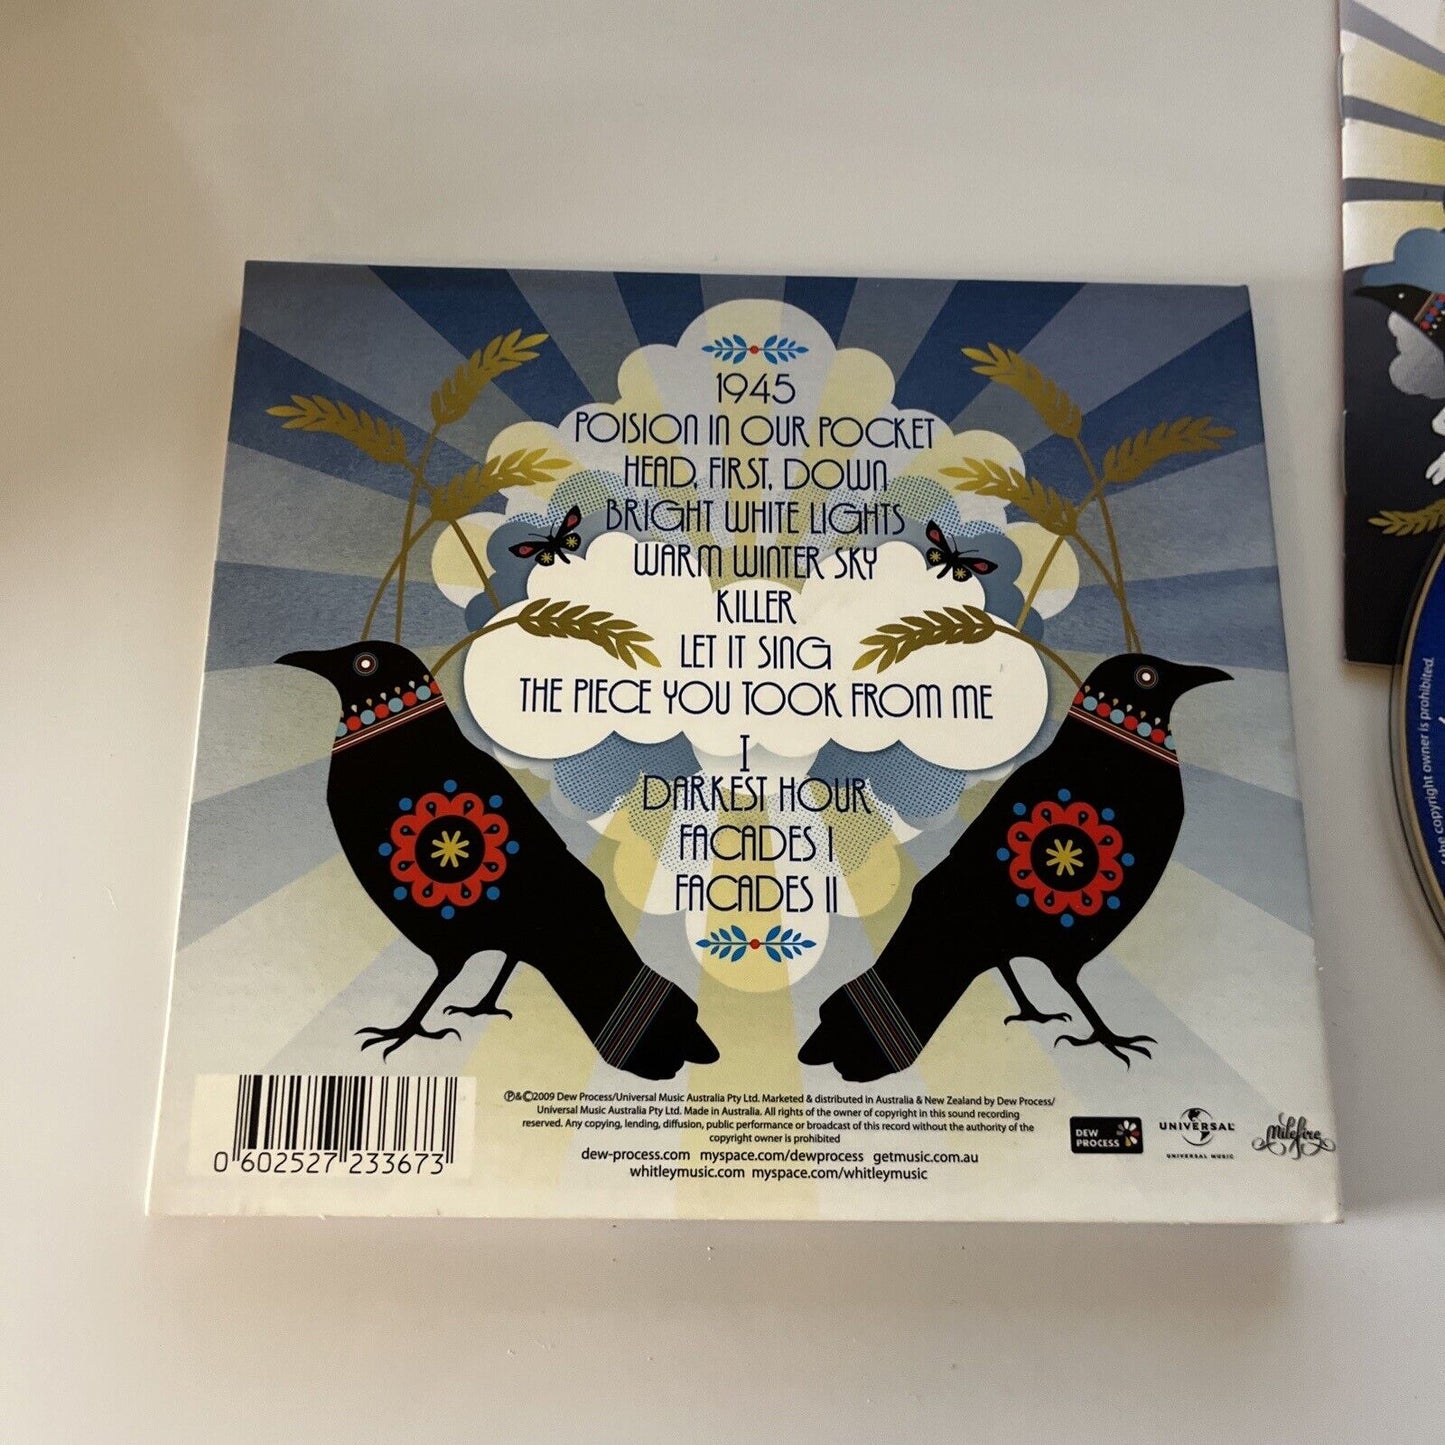 1945
POISION IN OUR POCKET
HEAD, FIRST, DOWN
BRIGHT WHITE LIGHTS
WARM WINTER SKY
KILLER
LET IT SING
THE PIECE YOU TOOK FROM ME
I
DARKEST HOUR
FACADES I
FACADES II
0 602527 233673
℗&©2009 Dew Process/Universal Music Australia Pty Ltd. Marketed & distributed in Australia & New Zealand by Dew Process/
Universal Music Australia Pty Ltd. Made in Australia. All rights of the owner of copyright in this sound recording
reserved. Any copying, lending, diffusion, public performance or broadcast of this record without the authority of the
copyright owner is prohibited
dew-process.com myspace.com/dewprocess getmusic.com.au
whitleymusic.com myspace.com/whitleymusic
DEW
PROCESS
UNIVERSAL
UNIVERSAL MUSIC
Milefire
the copyright owner is prohibited.